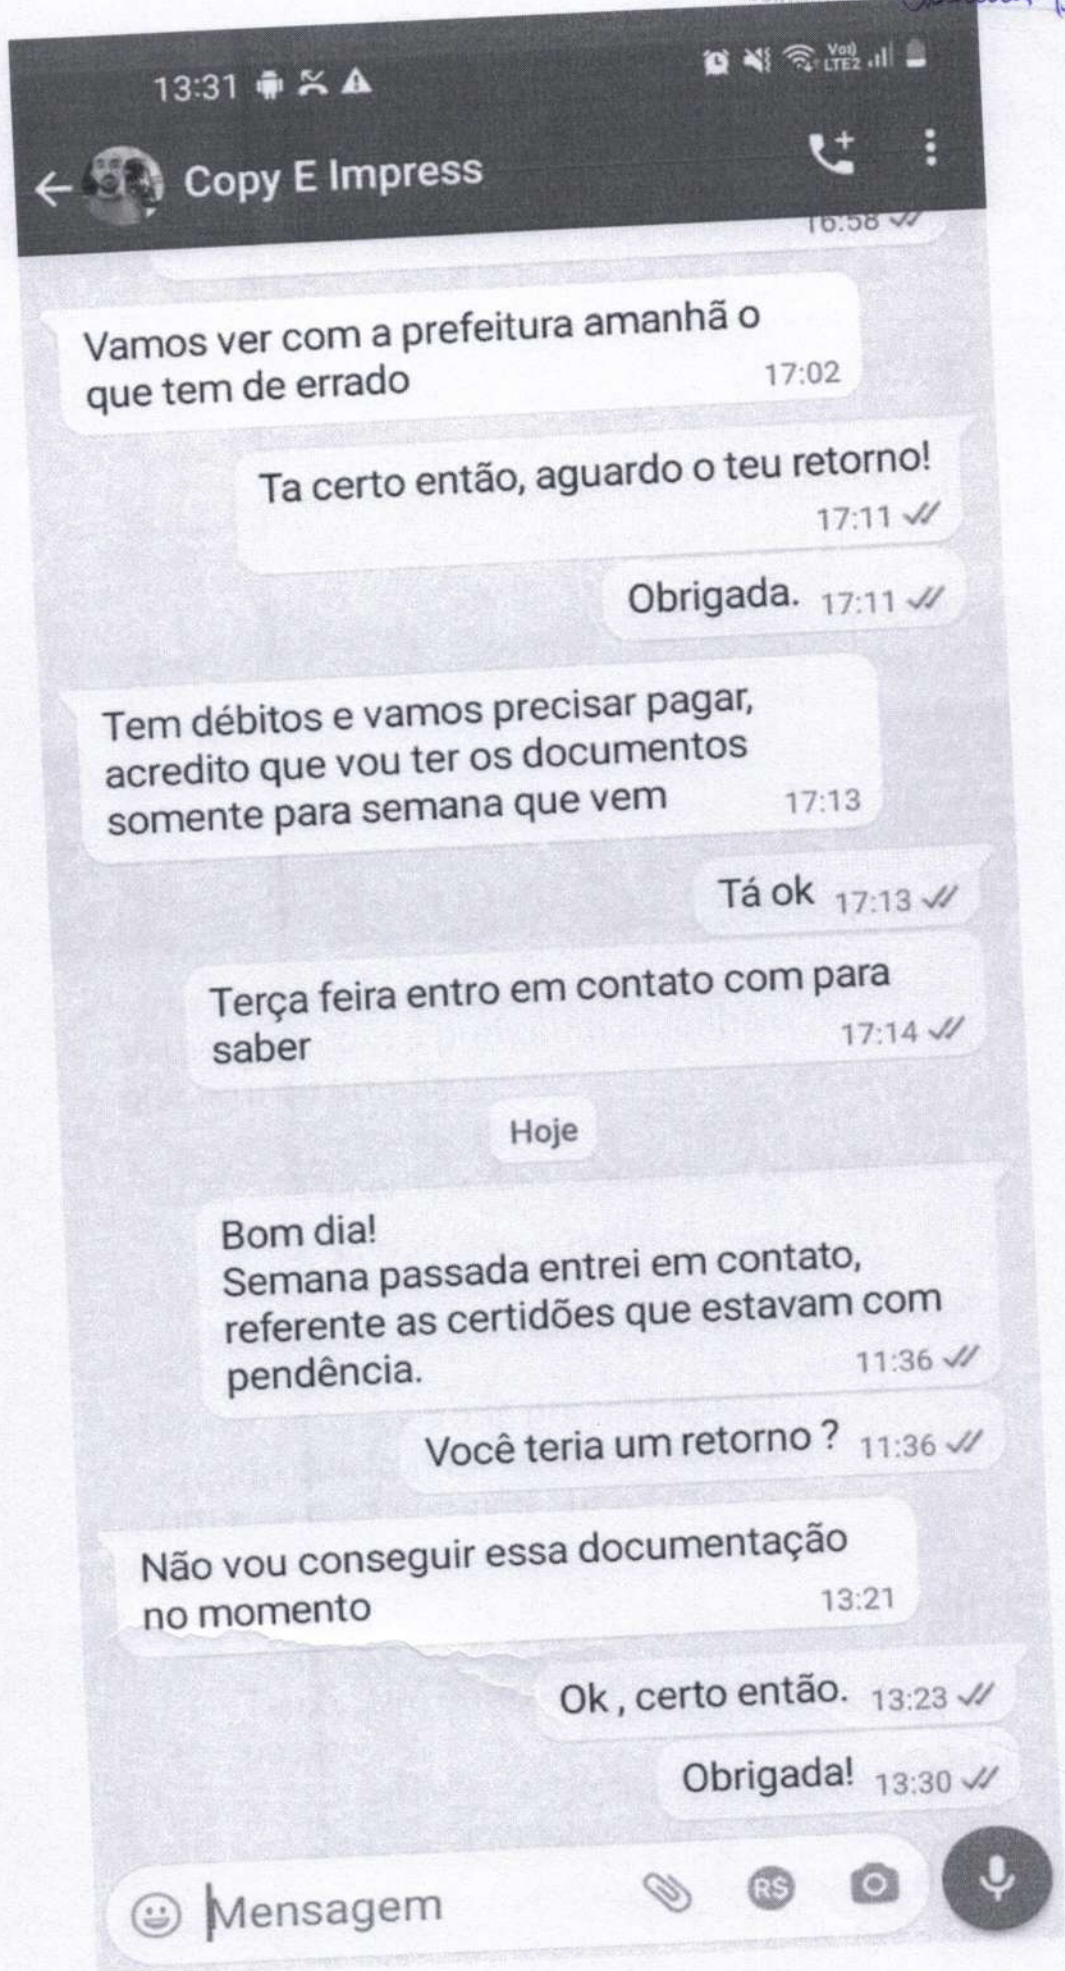 13:31
Vo))
LTE2
Copy E Impress
16:58
Vamos ver com a prefeitura amanhã o
que tem de errado
17:02
Ta certo então, aguardo o teu retorno!
17:11
Obrigada. 17:11
Tem débitos e vamos precisar pagar,
acredito que vou ter os documentos
somente para semana que vem
17:13
Tá ok 17:13
Terça feira entro em contato com para
saber
17:14
Hoje
Bom dia!
Semana passada entrei em contato,
referente as certidões que estavam com
pendência.
11:36
Você teria um retorno ? 11:36
Não vou conseguir essa documentação
no momento
13:21
Ok , certo então. 13:23
Obrigada! 13:30
Mensagem
R$